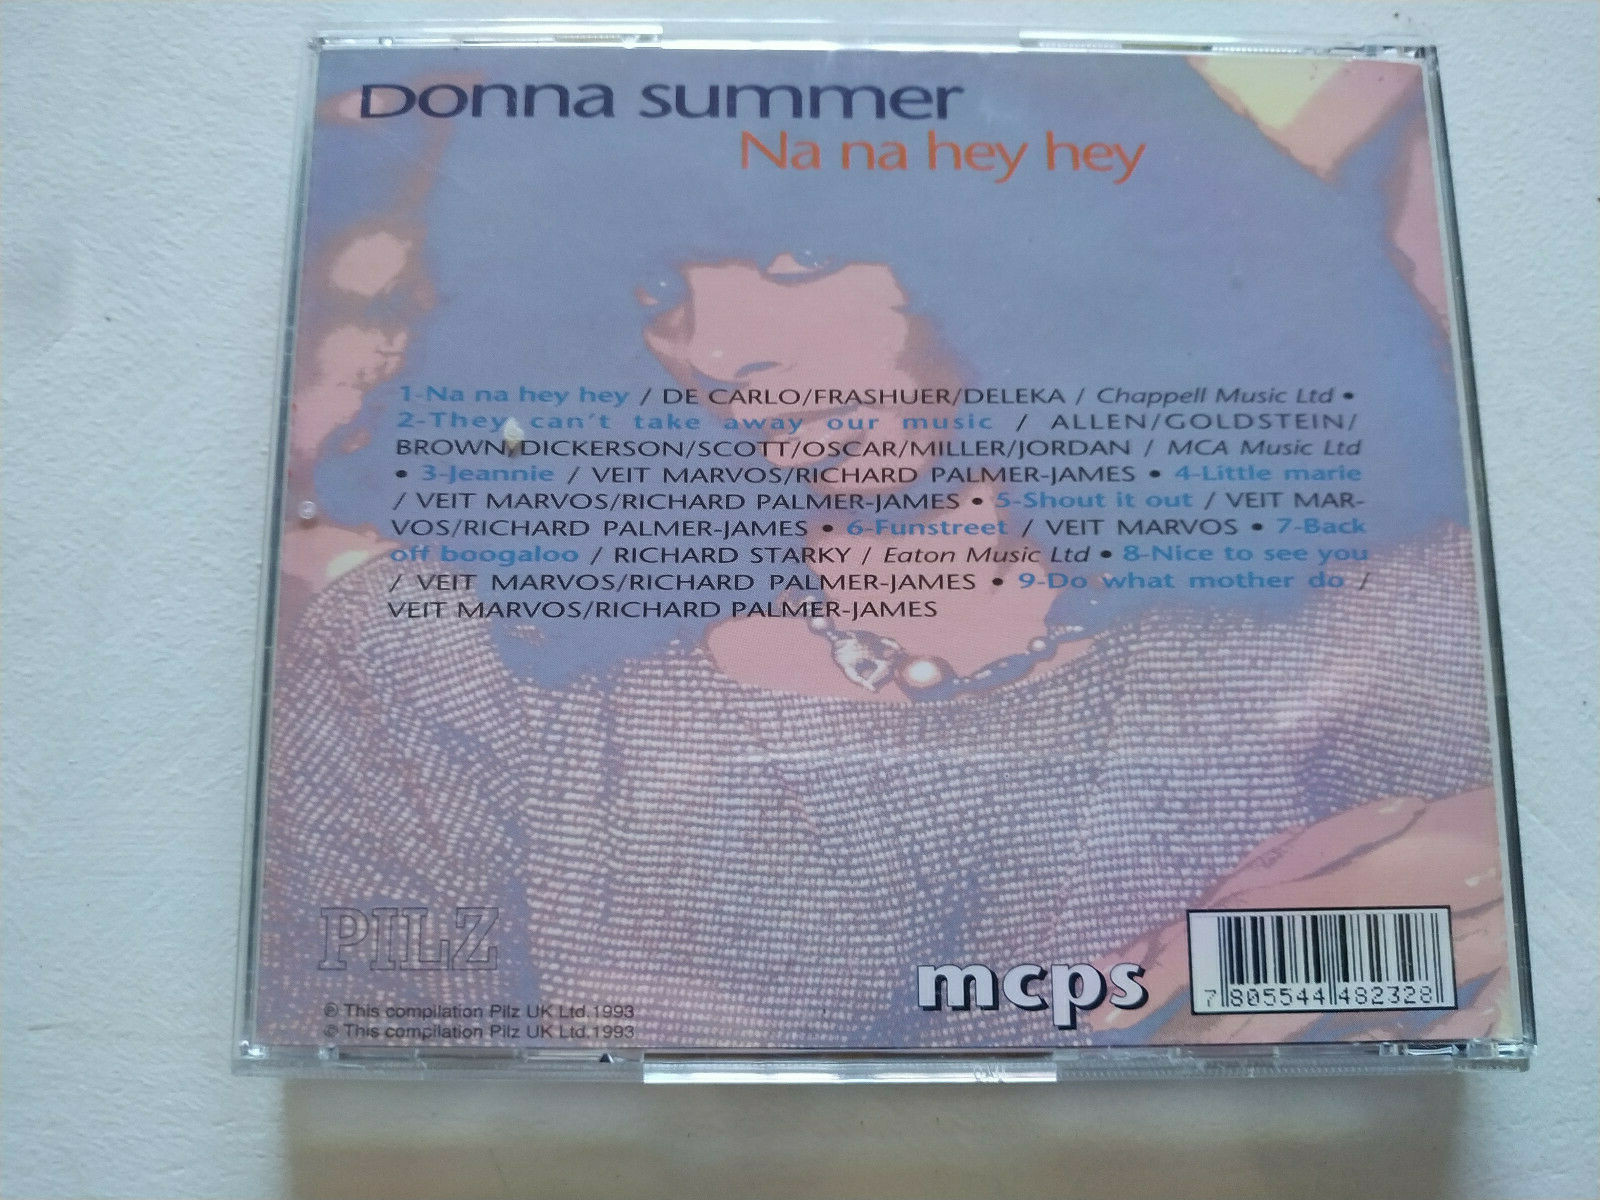 Donna summer
Na na hey hey
1-Na na hey hey / DE CARLO/FRASHUER/DELEKA / Chappell Music Ltd •
2-They can't take away our music / ALLEN/GOLDSTEIN/
BROWN/DICKERSON/SCOTT/OSCAR/MILLER/JORDAN / MCA Music Ltd
• 3-Jeannie / VEIT MARVOS/RICHARD PALMER-JAMES • 4-Little marie
/ VEIT MARVOS/RICHARD PALMER-JAMES • 5-Shout it out / VEIT MAR-
VOS/RICHARD PALMER-JAMES • 6-Funstreet / VEIT MARVOS • 7-Back
off boogaloo / RICHARD STARKY / Eaton Music Ltd • 8-Nice to see you
/ VEIT MARVOS/RICHARD PALMER-JAMES • 9-Do what mother do /
VEIT MARVOS/RICHARD PALMER-JAMES
PILZ
mcps
7 805544 482328
℗ This compilation Pilz UK Ltd.1993
© This compilation Pilz UK Ltd.1993